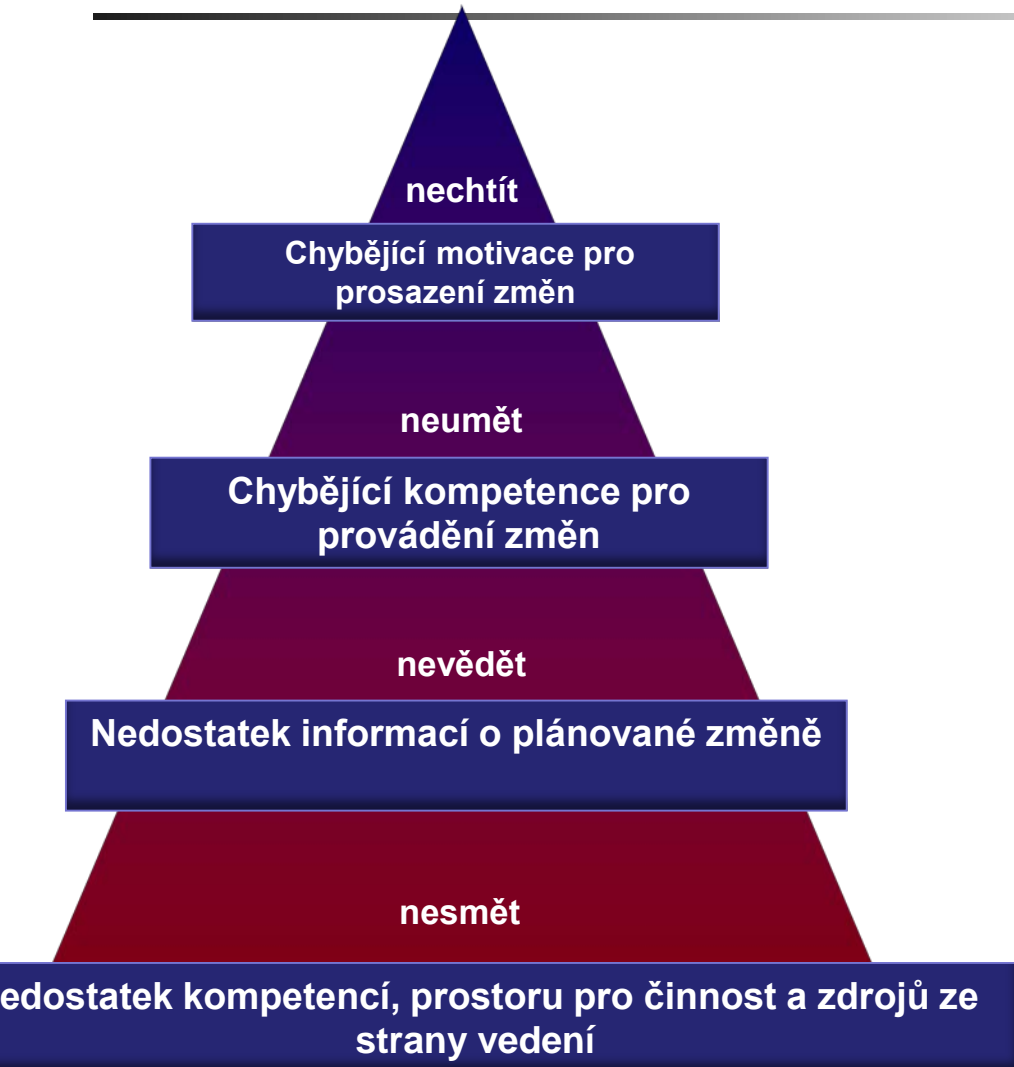 nechtít
Chybějící motivace pro
prosazení změn
neumět
Chybějící kompetence pro
provádění změn
nevědět
Nedostatek informací o plánované změně
nesmět
edostatek kompetencí, prostoru pro činnost a zdrojů ze
strany vedení